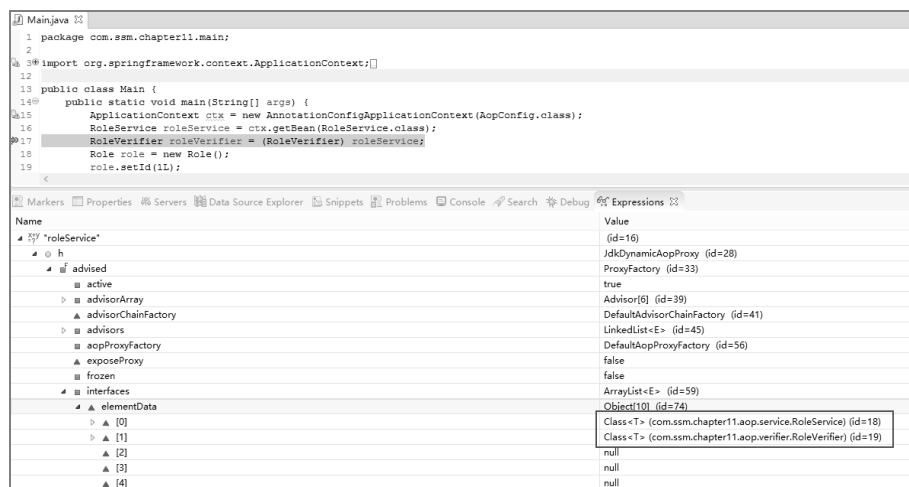 Main.java
1 package com.ssm.chapter11.main;
2
3 import org.springframework.context.ApplicationContext;
12
13 public class Main {
14 public static void main(String[] args) {
15 ApplicationContext ctx = new AnnotationConfigApplicationContext(AopConfig.class);
16 RoleService roleService = ctx.getBean(RoleService.class);
17 RoleVerifier roleVerifier = (RoleVerifier) roleService;
18 Role role = new Role();
19 role.setId(1L);
Markers Properties Servers Data Source Explorer Snippets Problems Console Search Debug Expressions
Name Value
"roleService" (id=16)
h JdkDynamicAopProxy (id=28)
advised ProxyFactory (id=33)
active true
advisorArray Advisor[6] (id=39)
advisorChainFactory DefaultAdvisorChainFactory (id=41)
advisors LinkedList<E> (id=45)
aopProxyFactory DefaultAopProxyFactory (id=56)
exposeProxy false
frozen false
interfaces ArrayList<E> (id=59)
elementData Object[10] (id=74)
[0] Class<T> (com.ssm.chapter11.aop.service.RoleService) (id=18)
[1] Class<T> (com.ssm.chapter11.aop.verifier.RoleVerifier) (id=19)
[2] null
[3] null
[4] null